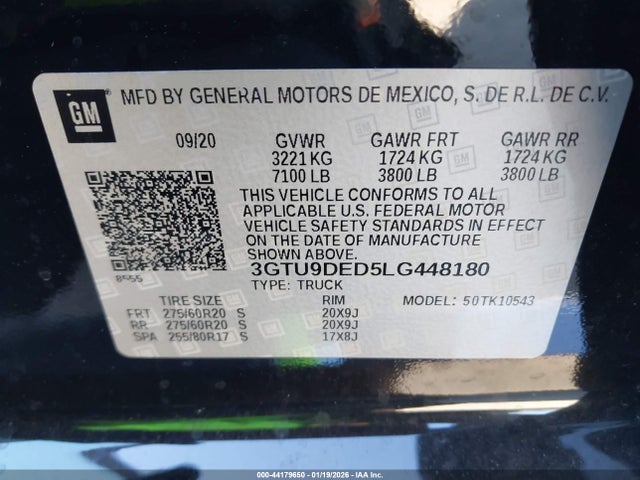 GM
MFD BY GENERAL MOTORS DE MEXICO, S. DE R.L. DE C.V.
09/20 GVWR GAWR FRT GAWR RR
3221 KG 1724 KG 1724 KG
7100 LB 3800 LB 3800 LB
THIS VEHICLE CONFORMS TO ALL
APPLICABLE U.S. FEDERAL MOTOR
VEHICLE SAFETY STANDARDS IN EFFECT
ON THE DATE OF MANUFACTURE
SHOWN ABOVE.
8555 3GTU9DED5LG448180
TYPE: TRUCK
TIRE SIZE RIM MODEL: 50TK10543
FRT 275/60R20 S 20X9J
RR 275/60R20 S 20X9J
SPA 255/80R17 S 17X8J
000-44179650 - 01/19/2026 - IAA Inc. (IAA)